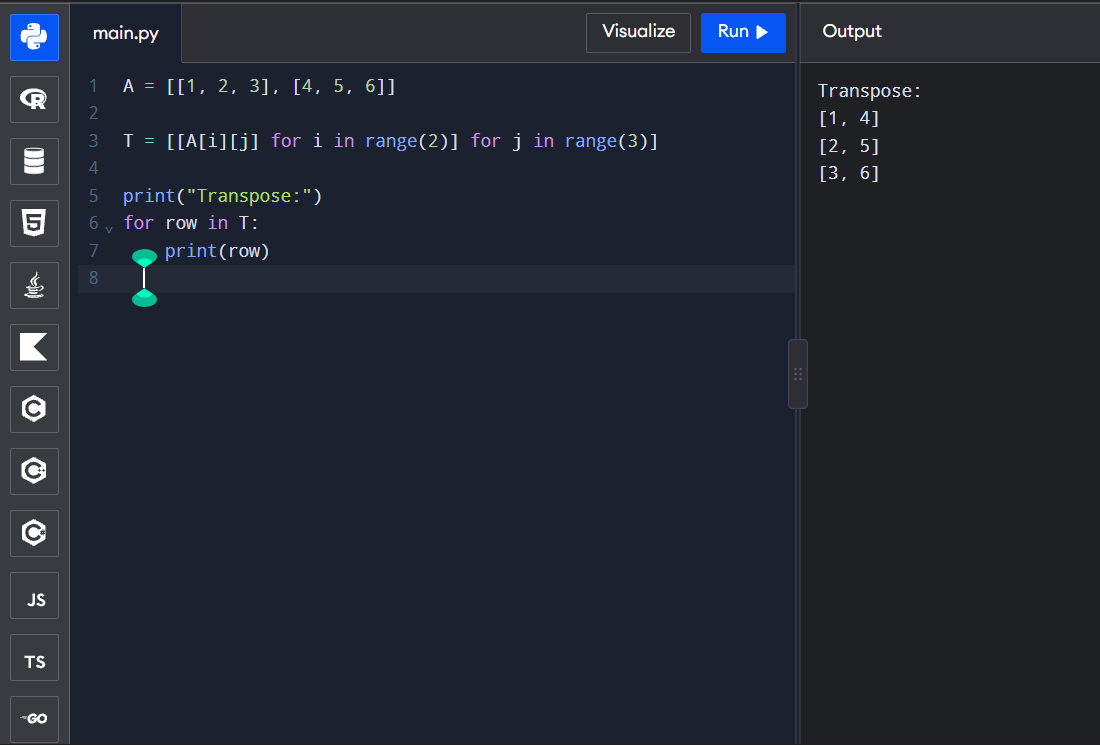 main.py
Visualize
Run
Output
1 A = [[1, 2, 3], [4, 5, 6]]
2
3 T = [[A[i][j] for i in range(2)] for j in range(3)]
4
5 print("Transpose:")
6 for row in T:
7     print(row)
8
Transpose:
[1, 4]
[2, 5]
[3, 6]
R
5
C
C++
C#
JS
TS
GO